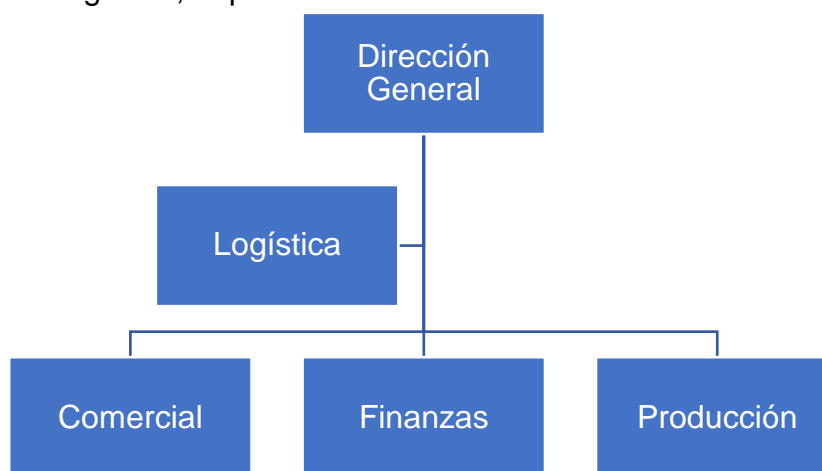 Dirección
General
Logística
Comercial
Finanzas
Producción